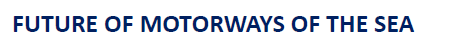 FUTURE OF MOTORWAYS OF THE SEA